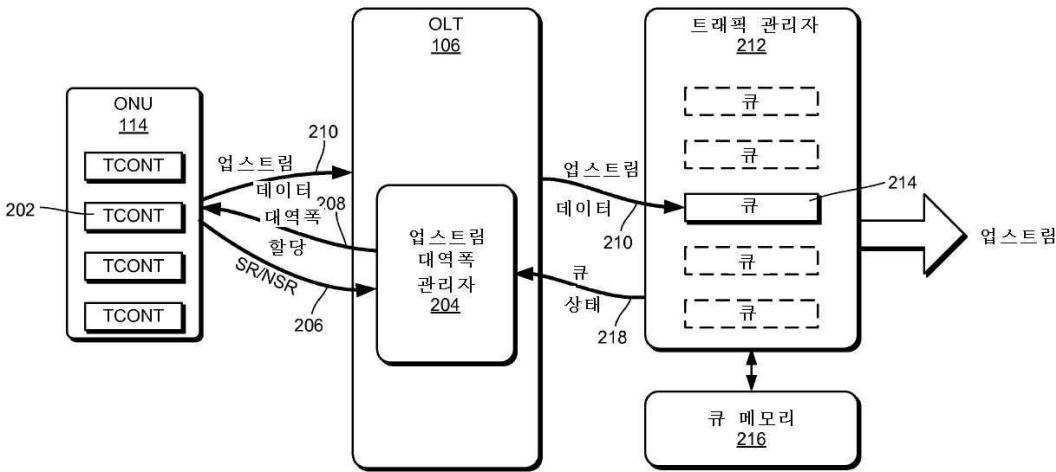 ONU
114
TCONT
202
TCONT
TCONT
TCONT
업스트림
210
데이터
대역폭
208
할당
SR/NSR
206
OLT
106
업스트림
대역폭
관리자
204
업스트림
데이터
210
큐
상태
218
트래픽 관리자
212
큐
큐
큐
214
큐
큐
업스트림
큐 메모리
216